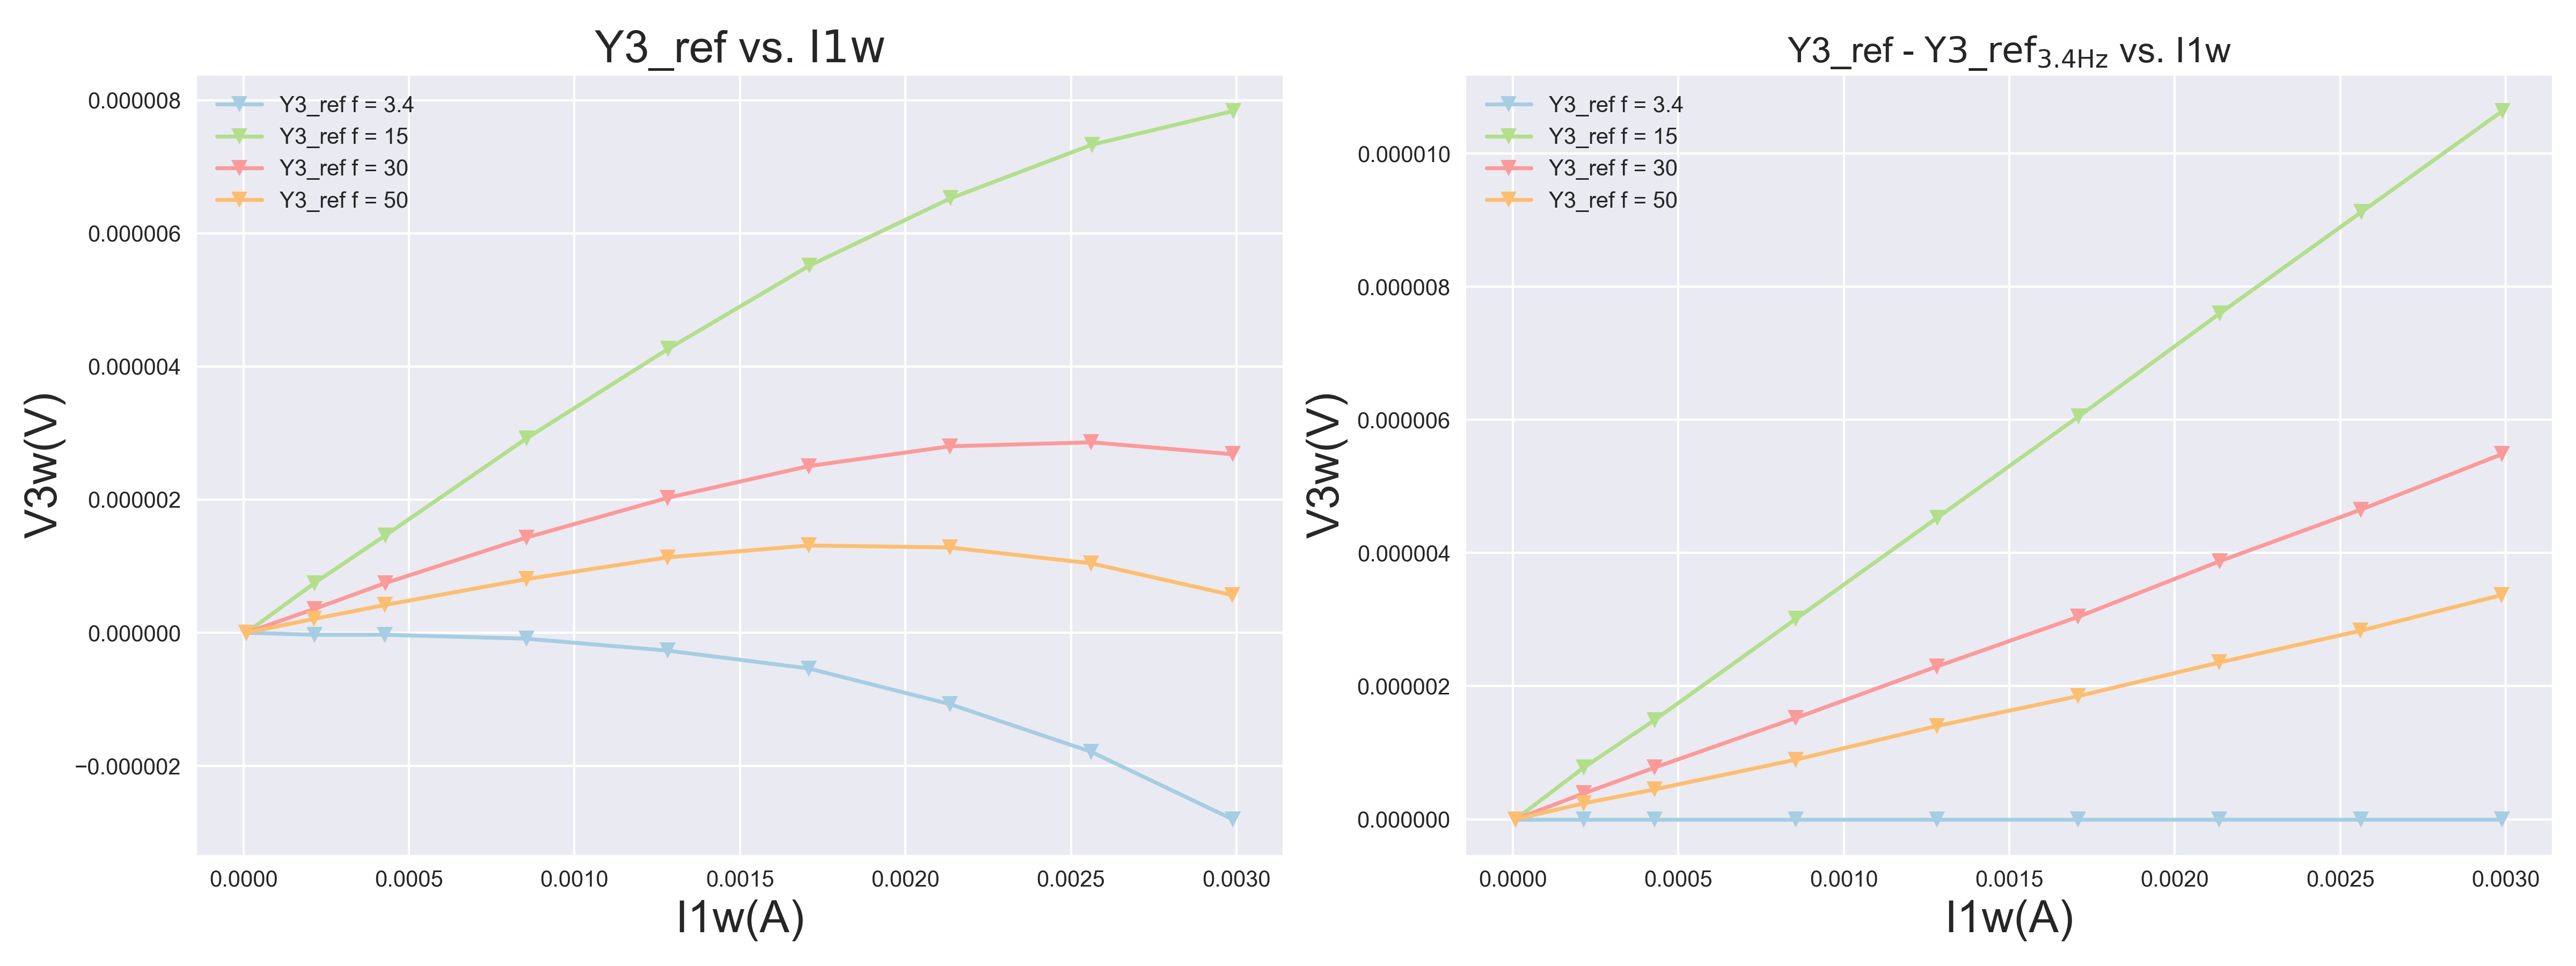 Y3_ref vs. I1w
Y3_ref f = 3.4
Y3_ref f = 15
Y3_ref f = 30
Y3_ref f = 50
V3w(V)
0.000008
0.000006
0.000004
0.000002
0.000000
−0.000002
0.0000 0.0005 0.0010 0.0015 0.0020 0.0025 0.0030
I1w(A)
Y3_ref - Y3_ref3.4Hz vs. I1w
Y3_ref f = 3.4
Y3_ref f = 15
Y3_ref f = 30
Y3_ref f = 50
V3w(V)
0.000010
0.000008
0.000006
0.000004
0.000002
0.000000
0.0000 0.0005 0.0010 0.0015 0.0020 0.0025 0.0030
I1w(A)